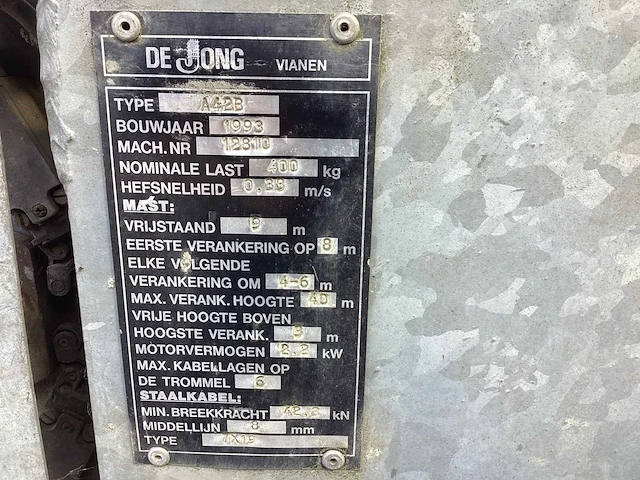 DE JONG VIANEN
TYPE A42B
BOUWJAAR 1993
MACH. NR 12810
NOMINALE LAST 400 kg
HEFSNELHEID 0,38 m/s
MAST:
VRIJSTAAND 9 m
EERSTE VERANKERING OP 8 m
ELKE VOLGENDE
VERANKERING OM 4-6 m
MAX. VERANK. HOOGTE 40 m
VRIJE HOOGTE BOVEN
HOOGSTE VERANK. 3 m
MOTORVERMOGEN 2.2 kW
MAX. KABELLAGEN OP
DE TROMMEL 6
STAALKABEL:
MIN. BREEKKRACHT kN
MIDDELLIJN 8 mm
TYPE 7X19